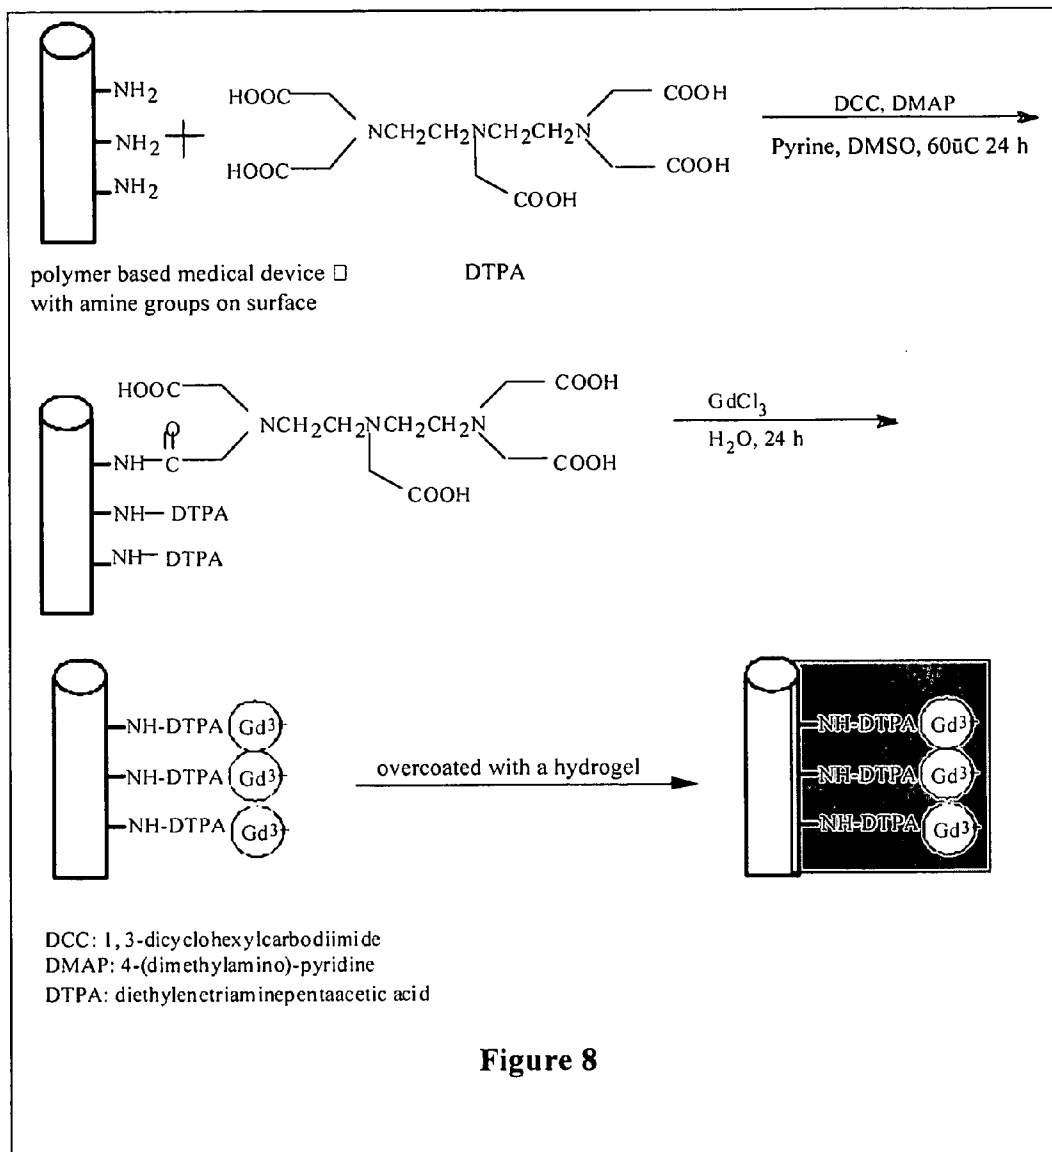 NH2
NH2
NH2
+
HOOC
HOOC
NCH2CH2NCH2CH2N
COOH
COOH
COOH
DCC, DMAP
Pyrine, DMSO, 60ūC 24 h
polymer based medical device □
with amine groups on surface
DTPA
HOOC
O
NH
C
NCH2CH2NCH2CH2N
COOH
COOH
COOH
NH— DTPA
NH— DTPA
GdCl3
H2O, 24 h
NH-DTPA Gd3+
NH-DTPA Gd3+
NH-DTPA Gd3+
overcoated with a hydrogel
NH-DTPA Gd3+
NH-DTPA Gd3+
NH-DTPA Gd3+
DCC: 1,3-dicyclohexylcarbodiimide
DMAP: 4-(dimethylamino)-pyridine
DTPA: diethylenetriaminepentaacetic acid
Figure 8